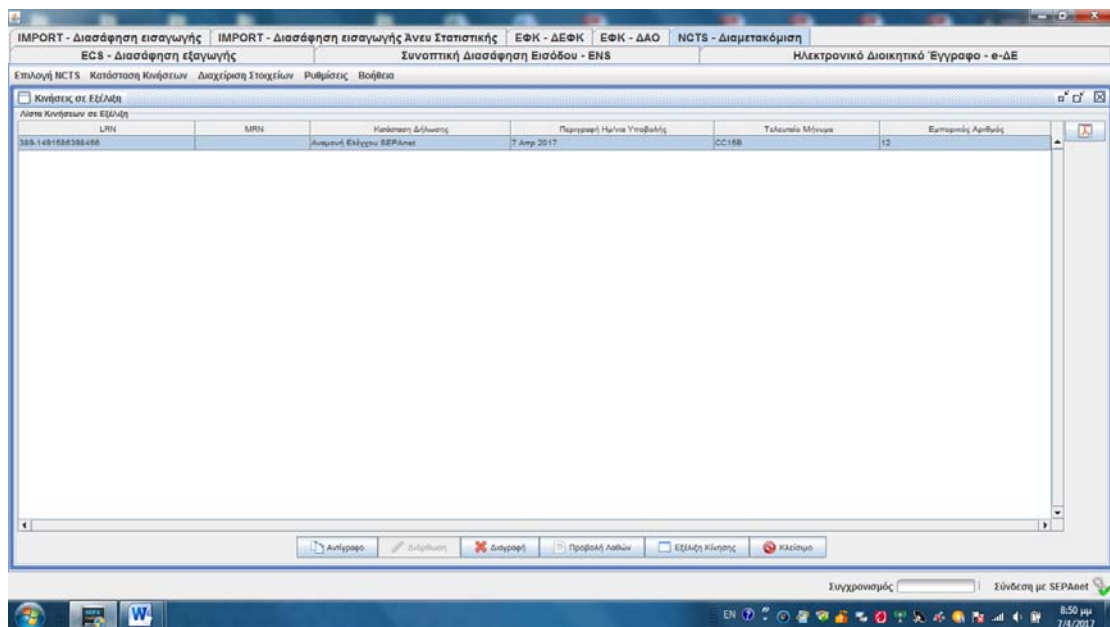 IMPORT - Διασάφηση εισαγωγής IMPORT - Διασάφηση εισαγωγής Άνευ Στατιστικής ΕΦΚ - ΔΕΦΚ ΕΦΚ - ΔΑΟ NCTS - Διαμετακόμιση
ECS - Διασάφηση εξαγωγής Συνοπτική Διασάφηση Εισόδου - ENS Ηλεκτρονικό Διοικητικό Έγγραφο - e-ΔΕ
Επιλογή NCTS Κατάσταση Κινήσεων Διαχείριση Στοιχείων Ρυθμίσεις Βοήθεια
Κινήσεις σε Εξέλιξη
Λίστα Κινήσεων σε Εξέλιξη
LRN MRN Κατάσταση Δήλωσης Περιγραφή Ημ/νια Υποβολής Τελευταίο Μήνυμα Εμπορικός Αριθμός
389-1491686398466 Αναμονή Ελέγχου SEPAnet 7 Απρ 2017 CC15B 12
Αντίγραφο Διόρθωση Διαγραφή Προβολή Λαθών Εξέλιξη Κίνησης Κλείσιμο
Συγχρονισμός Σύνδεση με SEPAnet
EN 8:50 μμ
7/4/2017